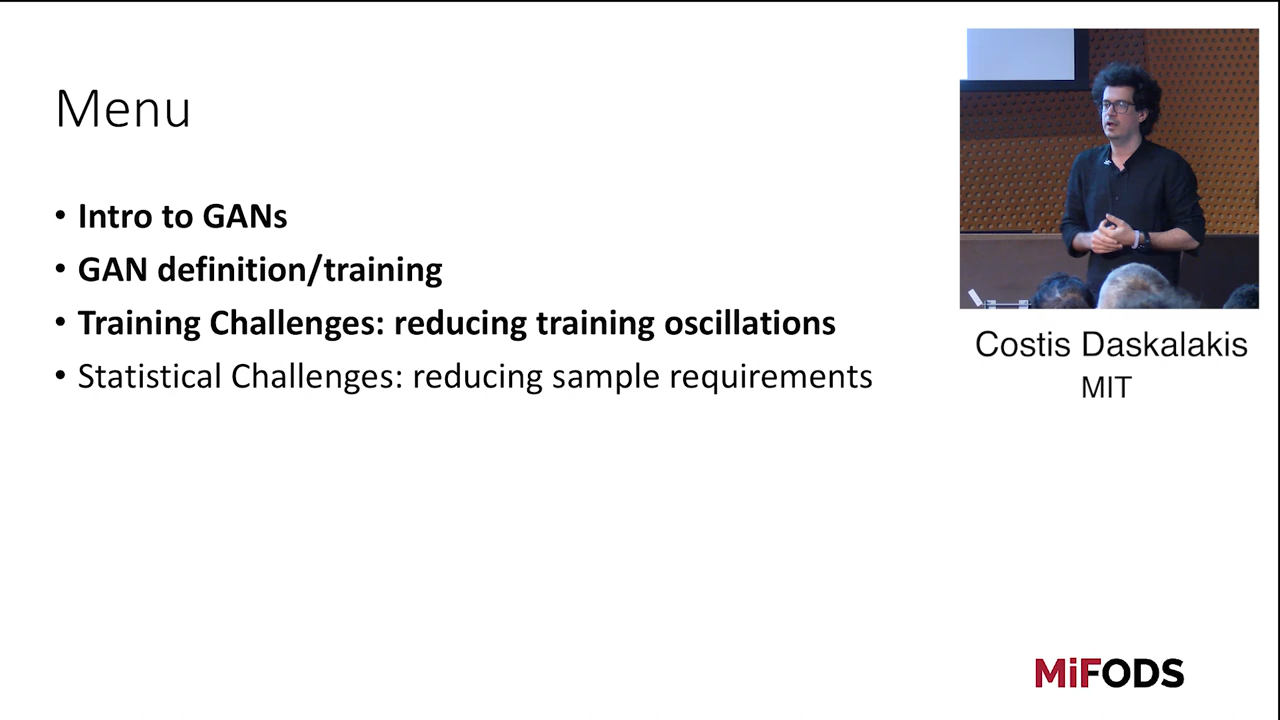 Menu
• Intro to GANs
• GAN definition/training
• Training Challenges: reducing training oscillations
• Statistical Challenges: reducing sample requirements
Costis Daskalakis
MIT
MiFODS